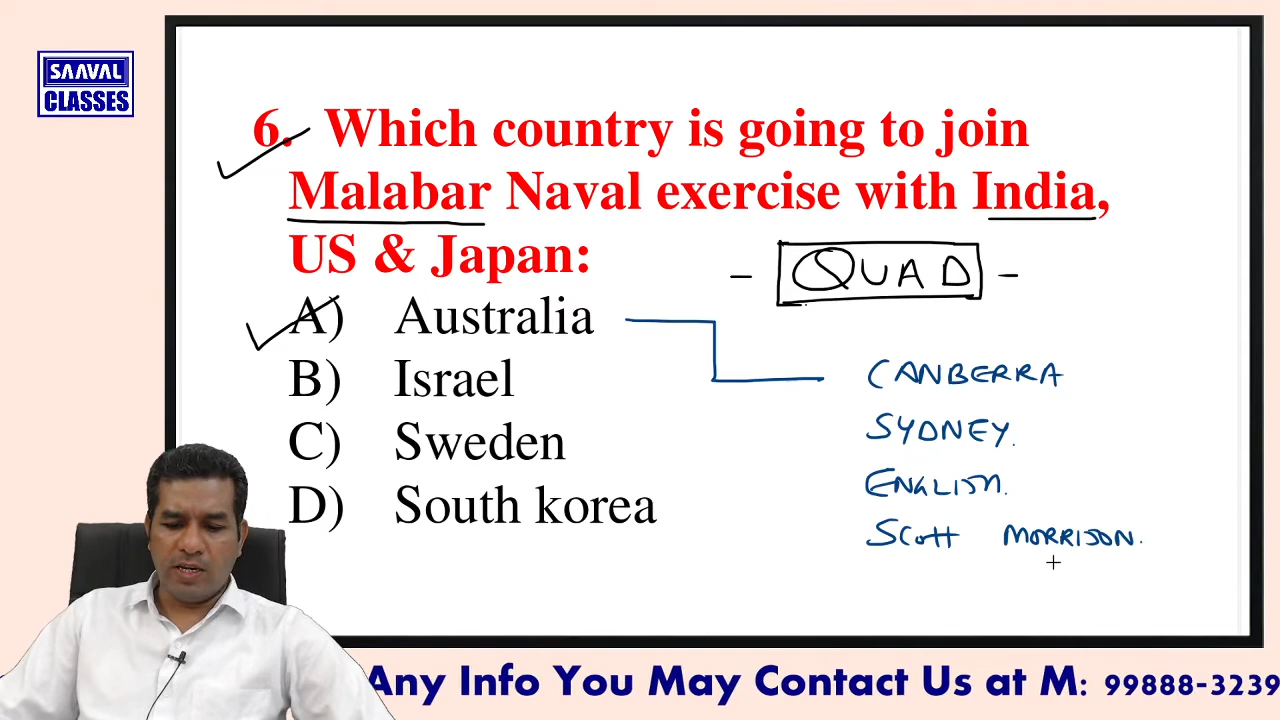 SAAVAL
CLASSES
6. Which country is going to join
Malabar Naval exercise with India,
US & Japan:
- QUAD -
A) Australia
B) Israel
C) Sweden
D) South korea
CANBERRA
SYDNEY.
ENGLISH.
Scott MORRISON.
Any Info You May Contact Us at M: 99888-3239